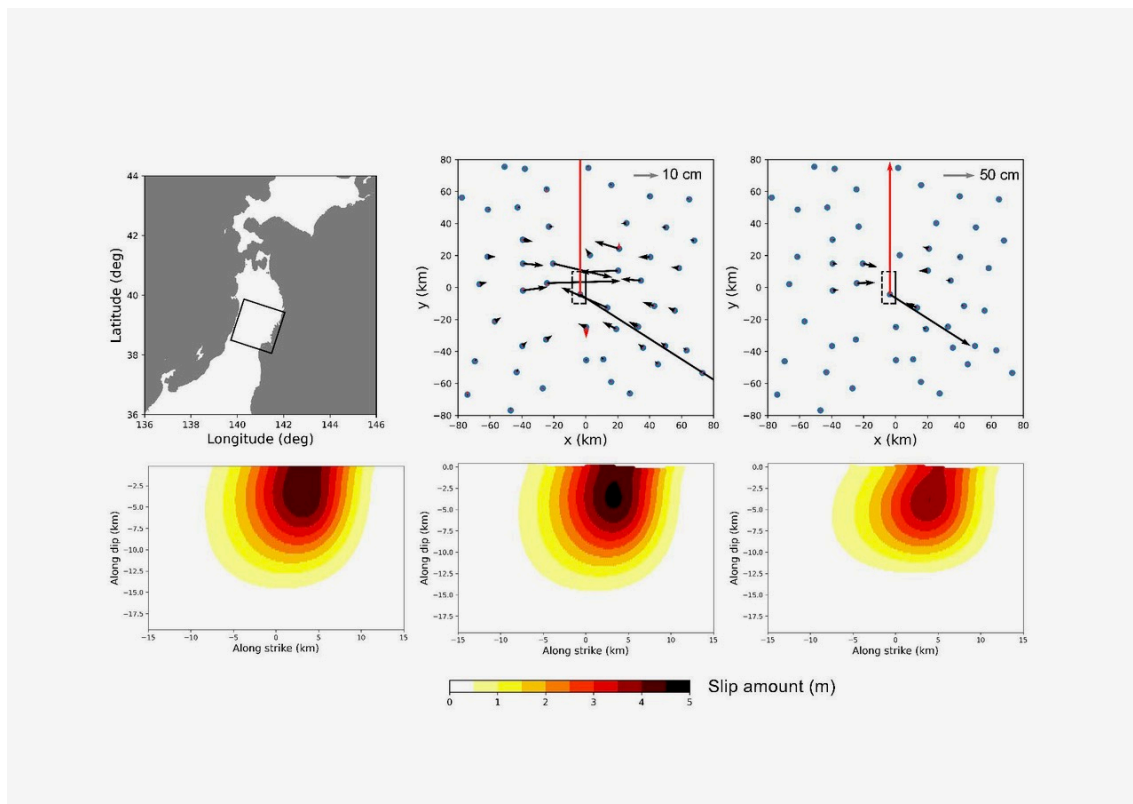 44
42
40
38
36
Latitude (deg)
136 138 140 142 144 146
Longitude (deg)
80
60
40
20
0
−20
−40
−60
−80
y (km)
10 cm
−80 −60 −40 −20 0 20 40 60 80
x (km)
80
60
40
20
0
−20
−40
−60
−80
y (km)
50 cm
−80 −60 −40 −20 0 20 40 60 80
x (km)
−2.5
−5.0
−7.5
−10.0
−12.5
−15.0
−17.5
Along dip (km)
−15 −10 −5 0 5 10 15
Along strike (km)
0.0
−2.5
−5.0
−7.5
−10.0
−12.5
−15.0
−17.5
Along dip (km)
−15 −10 −5 0 5 10 15
Along strike (km)
0.0
−2.5
−5.0
−7.5
−10.0
−12.5
−15.0
−17.5
Along dip (km)
−15 −10 −5 0 5 10 15
Along strike (km)
0 1 2 3 4 5
Slip amount (m)